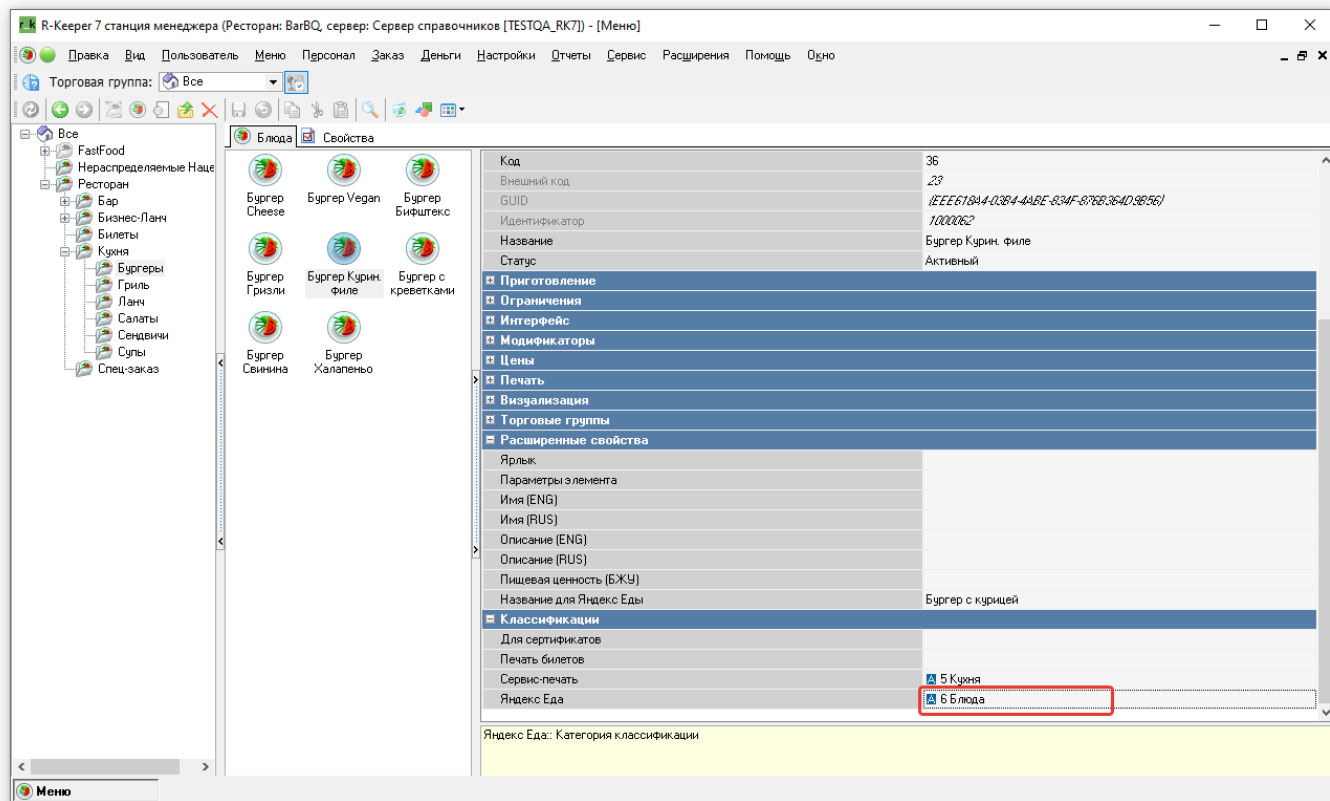 R-Keeper 7 станция менеджера (Ресторан: BarBQ, сервер: Сервер справочников [TESTQA_RK7]) - [Меню]
Правка Вид Пользователь Меню Персонал Заказ Деньги Настройки Отчеты Сервис Расширения Помощь Окно
Торговая группа: Все
Все
FastFood
Нераспределяемые Наце
Ресторан
Бар
Бизнес-Ланч
Билеты
Кухня
Бургеры
Гриль
Ланч
Салаты
Сендвичи
Супы
Спец-заказ
Блюда Свойства
Бургер Cheese
Бургер Vegan
Бургер Бифштекс
Бургер Гризли
Бургер Курин. филе
Бургер с креветками
Бургер Свинина
Бургер Халапеньо
Код 36
Внешний код 23
GUID {EEE618A4-03B4-4ABE-834F-876B364D9B56}
Идентификатор 1000062
Название Бургер Курин. филе
Статус Активный
Приготовление
Ограничения
Интерфейс
Модификаторы
Цены
Печать
Визуализация
Торговые группы
Расширенные свойства
Ярлык
Параметры элемента
Имя (ENG)
Имя (RUS)
Описание (ENG)
Описание (RUS)
Пищевая ценность (БЖУ)
Название для Яндекс Еды Бургер с курицей
Классификации
Для сертификатов
Печать билетов
Сервис-печать A 5 Кухня
Яндекс Еда A 6 Блюда
Яндекс Еда:: Категория классификации
Меню